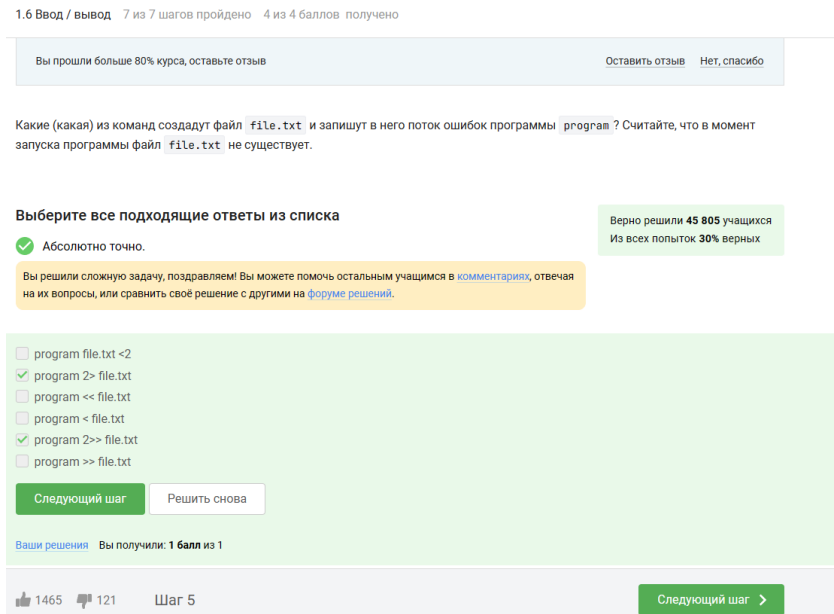 1.6 Ввод / вывод 7 из 7 шагов пройдено 4 из 4 баллов получено
Вы прошли больше 80% курса, оставьте отзыв Оставить отзыв Нет, спасибо
Какие (какая) из команд создадут файл file.txt и запишут в него поток ошибок программы program ? Считайте, что в момент
запуска программы файл file.txt не существует.
Выберите все подходящие ответы из списка
Верно решили 45 805 учащихся
Из всех попыток 30% верных
Абсолютно точно.
Вы решили сложную задачу, поздравляем! Вы можете помочь остальным учащимся в комментариях, отвечая
на их вопросы, или сравнить своё решение с другими на форуме решений.
program file.txt <2
program 2> file.txt
program << file.txt
program < file.txt
program 2>> file.txt
program >> file.txt
Следующий шаг Решить снова
Ваши решения Вы получили: 1 балл из 1
1465 121 Шаг 5 Следующий шаг